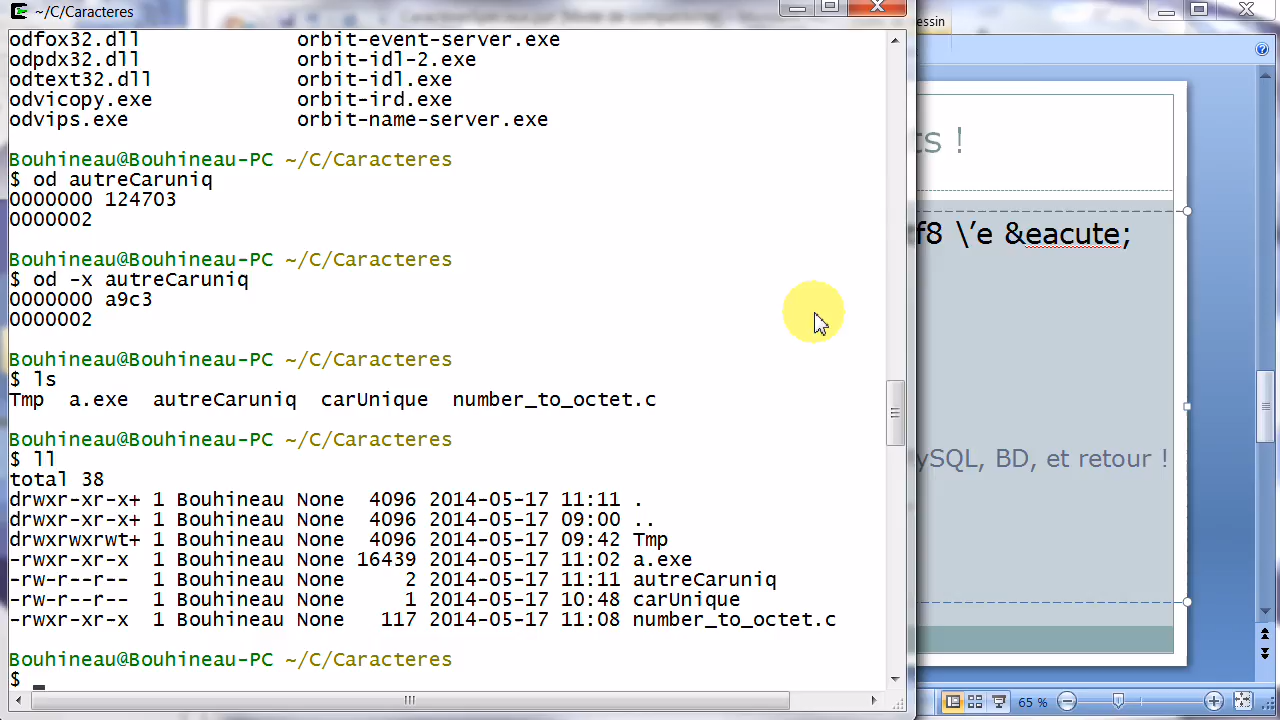 ~/C/Caracteres
odfox32.dll orbit-event-server.exe
odpdx32.dll orbit-idl-2.exe
odtext32.dll orbit-idl.exe
odvicopy.exe orbit-ird.exe
odvips.exe orbit-name-server.exe
Bouhineau@Bouhineau-PC ~/C/Caracteres
$ od autreCaruniq
0000000 124703
0000002
Bouhineau@Bouhineau-PC ~/C/Caracteres
$ od -x autreCaruniq
0000000 a9c3
0000002
Bouhineau@Bouhineau-PC ~/C/Caracteres
$ ls
Tmp a.exe autreCaruniq carUnique number_to_octet.c
Bouhineau@Bouhineau-PC ~/C/Caracteres
$ ll
total 38
drwxr-xr-x+ 1 Bouhineau None 4096 2014-05-17 11:11 .
drwxr-xr-x+ 1 Bouhineau None 4096 2014-05-17 09:00 ..
drwxrwxrwt+ 1 Bouhineau None 4096 2014-05-17 09:42 Tmp
-rwxr-xr-x 1 Bouhineau None 16439 2014-05-17 11:02 a.exe
-rw-r--r-- 1 Bouhineau None 2 2014-05-17 11:11 autreCaruniq
-rw-r--r-- 1 Bouhineau None 1 2014-05-17 10:48 carUnique
-rwxr-xr-x 1 Bouhineau None 117 2014-05-17 11:08 number_to_octet.c
Bouhineau@Bouhineau-PC ~/C/Caracteres
$
essin
ts !
f8 \’e &eacute;
ySQL, BD, et retour !
65 %